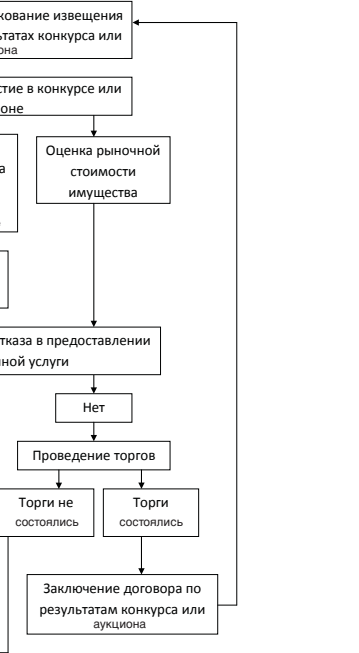 кование извещения
ьтатах конкурса или
она
стие в конкурсе или
оне
Оценка рыночной
стоимости
имущества
а
тказа в предоставлении
ной услуги
Нет
Проведение торгов
Торги не
состоялись
Торги
состоялись
Заключение договора по
результатам конкурса или
аукциона